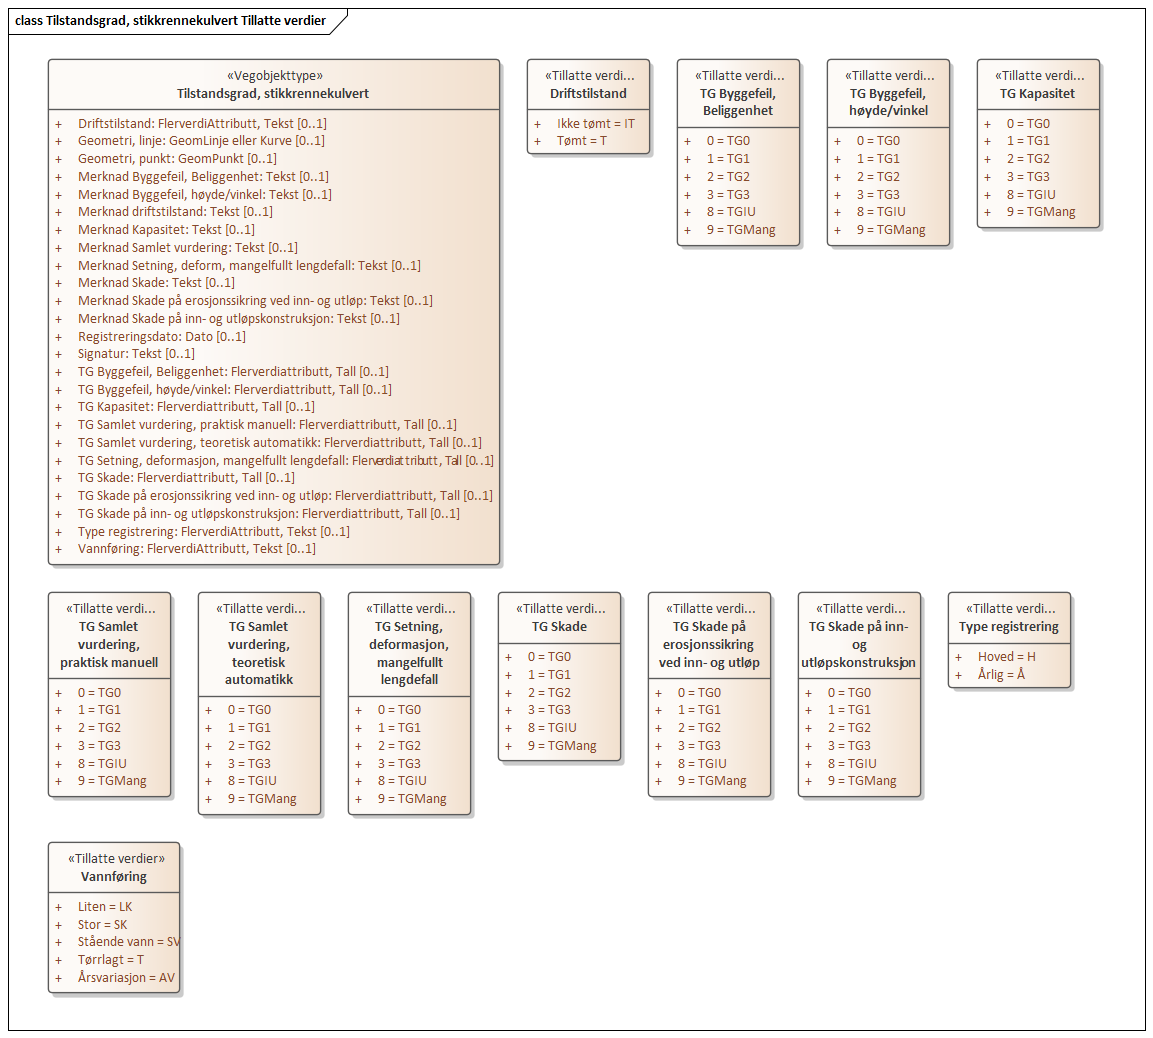 class Tilstandsgrad, stikkrennekulvert Tillatte verdier
«Vegobjekttype»
Tilstandsgrad, stikkrennekulvert
+ Driftstilstand: FlerverdiAttributt, Tekst [0..1]
+ Geometri, linje: GeomLinje eller Kurve [0..1]
+ Geometri, punkt: GeomPunkt [0..1]
+ Merknad Byggefeil, Beliggenhet: Tekst [0..1]
+ Merknad Byggefeil, høyde/vinkel: Tekst [0..1]
+ Merknad driftstilstand: Tekst [0..1]
+ Merknad Kapasitet: Tekst [0..1]
+ Merknad Samlet vurdering: Tekst [0..1]
+ Merknad Setning, deform, mangelfullt lengdefall: Tekst [0..1]
+ Merknad Skade: Tekst [0..1]
+ Merknad Skade på erosjonssikring ved inn- og utløp: Tekst [0..1]
+ Merknad Skade på inn- og utløpskonstruksjon: Tekst [0..1]
+ Registreringsdato: Dato [0..1]
+ Signatur: Tekst [0..1]
+ TG Byggefeil, Beliggenhet: Flerverdiattributt, Tall [0..1]
+ TG Byggefeil, høyde/vinkel: Flerverdiattributt, Tall [0..1]
+ TG Kapasitet: Flerverdiattributt, Tall [0..1]
+ TG Samlet vurdering, praktisk manuell: Flerverdiattributt, Tall [0..1]
+ TG Samlet vurdering, teoretisk automatikk: Flerverdiattributt, Tall [0..1]
+ TG Setning, deformasjon, mangelfullt lengdefall: Flerverdiattributt, Tall [0..1]
+ TG Skade: Flerverdiattributt, Tall [0..1]
+ TG Skade på erosjonssikring ved inn- og utløp: Flerverdiattributt, Tall [0..1]
+ TG Skade på inn- og utløpskonstruksjon: Flerverdiattributt, Tall [0..1]
+ Type registrering: FlerverdiAttributt, Tekst [0..1]
+ Vannføring: FlerverdiAttributt, Tekst [0..1]
«Tillatte verdi...
Driftstilstand
+ Ikke tømt = IT
+ Tømt = T
«Tillatte verdi...
TG Byggefeil,
Beliggenhet
+ 0 = TG0
+ 1 = TG1
+ 2 = TG2
+ 3 = TG3
+ 8 = TGIU
+ 9 = TGMang
«Tillatte verdi...
TG Byggefeil,
høyde/vinkel
+ 0 = TG0
+ 1 = TG1
+ 2 = TG2
+ 3 = TG3
+ 8 = TGIU
+ 9 = TGMang
«Tillatte verdi...
TG Kapasitet
+ 0 = TG0
+ 1 = TG1
+ 2 = TG2
+ 3 = TG3
+ 8 = TGIU
+ 9 = TGMang
«Tillatte verdi...
TG Samlet
vurdering,
praktisk manuell
+ 0 = TG0
+ 1 = TG1
+ 2 = TG2
+ 3 = TG3
+ 8 = TGIU
+ 9 = TGMang
«Tillatte verdi...
TG Samlet
vurdering,
teoretisk
automatikk
+ 0 = TG0
+ 1 = TG1
+ 2 = TG2
+ 3 = TG3
+ 8 = TGIU
+ 9 = TGMang
«Tillatte verdi...
TG Setning,
deformasjon,
mangelfullt
lengdefall
+ 0 = TG0
+ 1 = TG1
+ 2 = TG2
+ 3 = TG3
+ 8 = TGIU
+ 9 = TGMang
«Tillatte verdi...
TG Skade
+ 0 = TG0
+ 1 = TG1
+ 2 = TG2
+ 3 = TG3
+ 8 = TGIU
+ 9 = TGMang
«Tillatte verdi...
TG Skade på
erosjonssikring
ved inn- og utløp
+ 0 = TG0
+ 1 = TG1
+ 2 = TG2
+ 3 = TG3
+ 8 = TGIU
+ 9 = TGMang
«Tillatte verdi...
TG Skade på inn-
og
utløpskonstruksjon
+ 0 = TG0
+ 1 = TG1
+ 2 = TG2
+ 3 = TG3
+ 8 = TGIU
+ 9 = TGMang
«Tillatte verdi...
Type registrering
+ Hoved = H
+ Årlig = Å
«Tillatte verdier»
Vannføring
+ Liten = LK
+ Stor = SK
+ Stående vann = SV
+ Tørrlagt = T
+ Årsvariasjon = AV